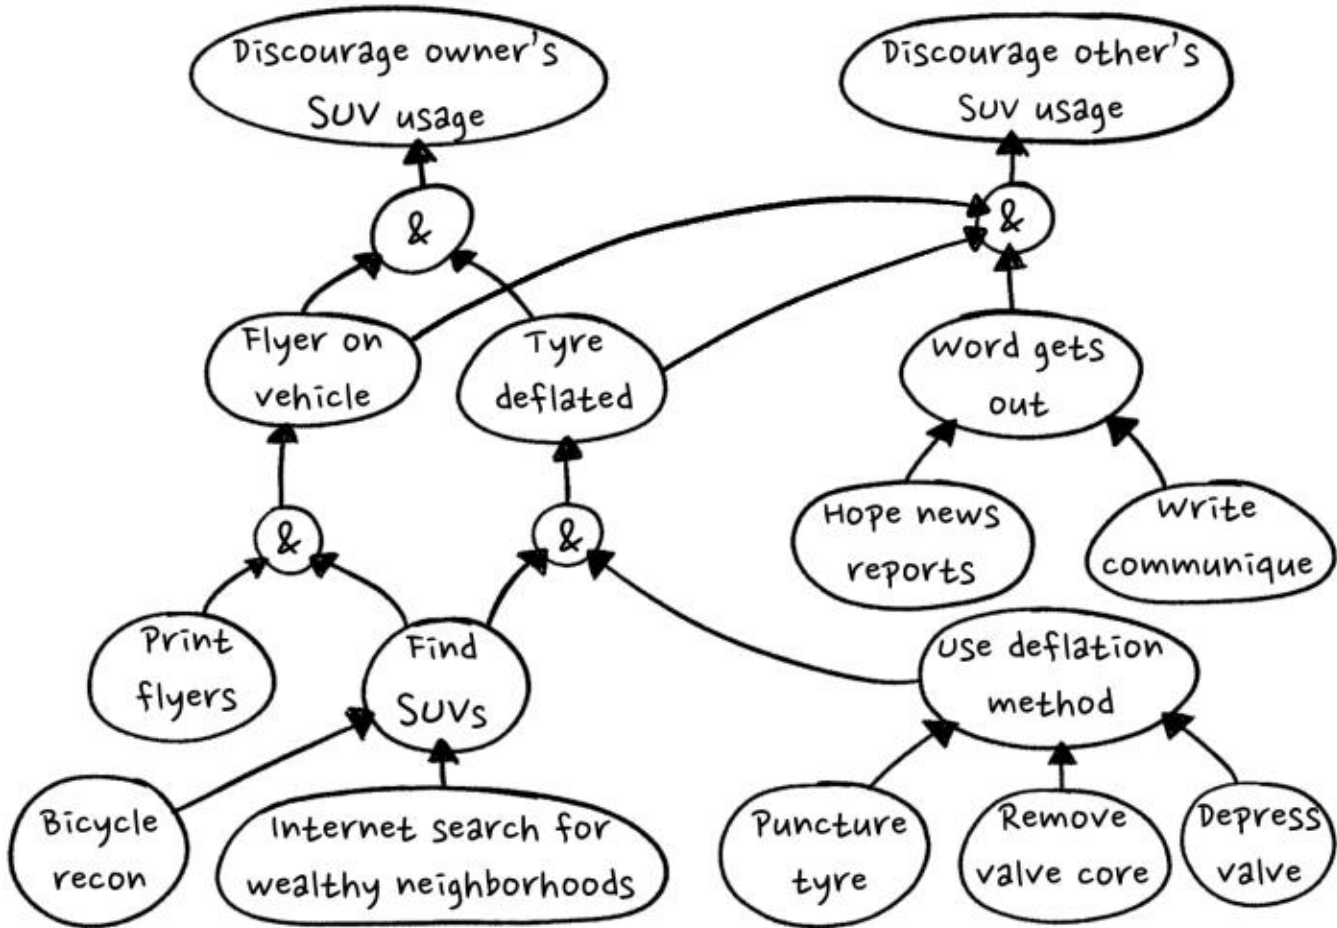 Discourage owner's
SUV usage
Discourage other's
SUV usage
&
&
Flyer on
vehicle
Tyre
deflated
Word gets
out
&
&
Hope news
reports
Write
communique
Print
flyers
Find
SUVs
Use deflation
method
Bicycle
recon
Internet search for
wealthy neighborhoods
Puncture
tyre
Remove
valve core
Depress
valve